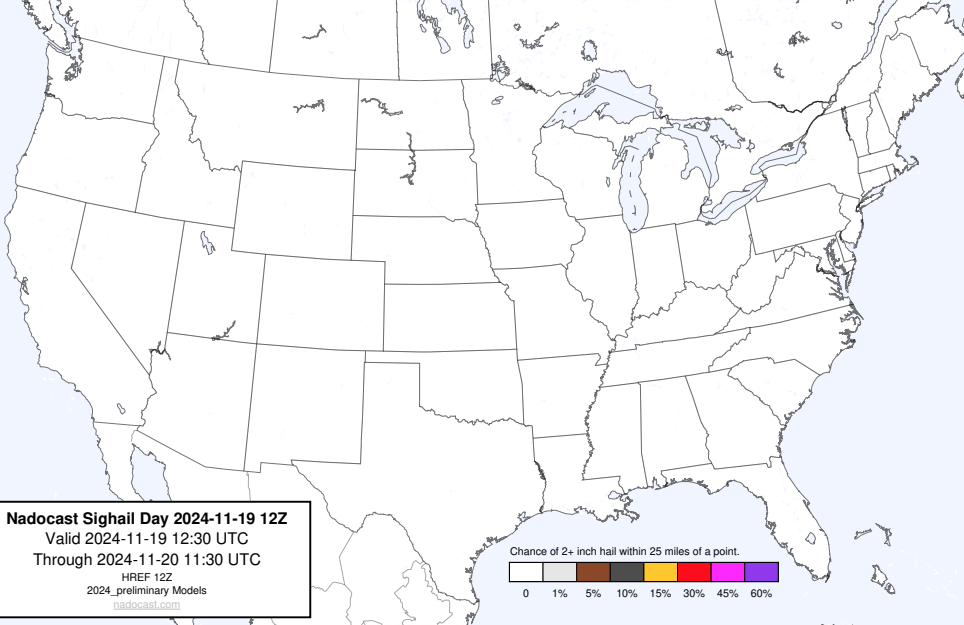 Nadocast Sighail Day 2024-11-19 12Z
Valid 2024-11-19 12:30 UTC
Through 2024-11-20 11:30 UTC
HREF 12Z
2024_preliminary Models
nadocast.com
Chance of 2+ inch hail within 25 miles of a point.
0 1% 5% 10% 15% 30% 45% 60%